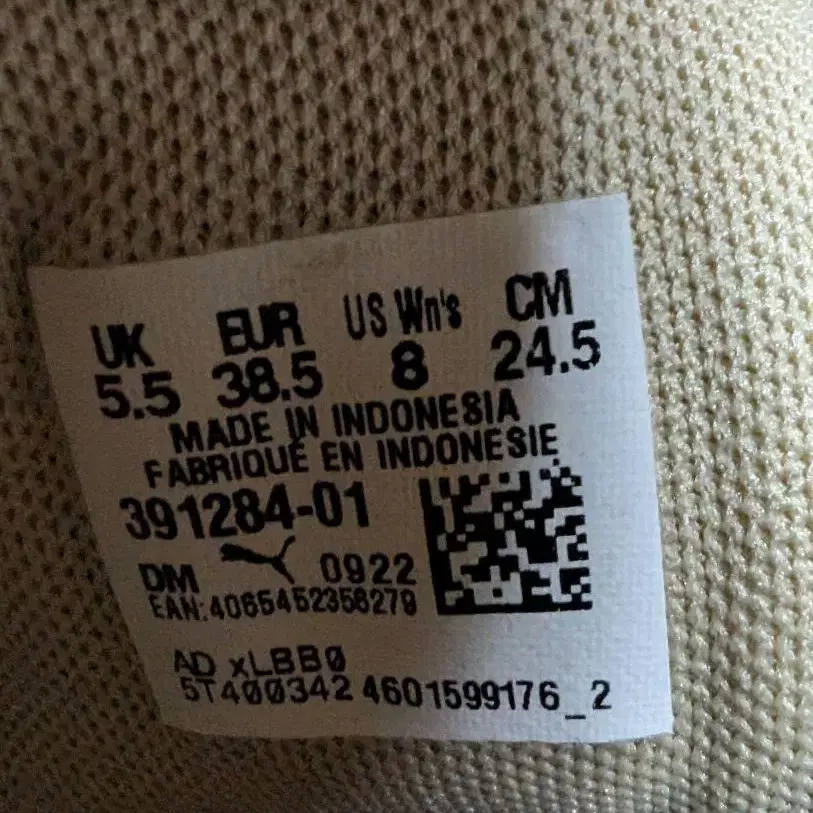 UK EUR US Wn's CM
5.5 38.5 8 24.5
MADE IN INDONESIA
FABRIQUÉ EN INDONESIE
391284-01
DM 0922
EAN:4065452358279
AD xLBB0
5T400342 4601599176_2